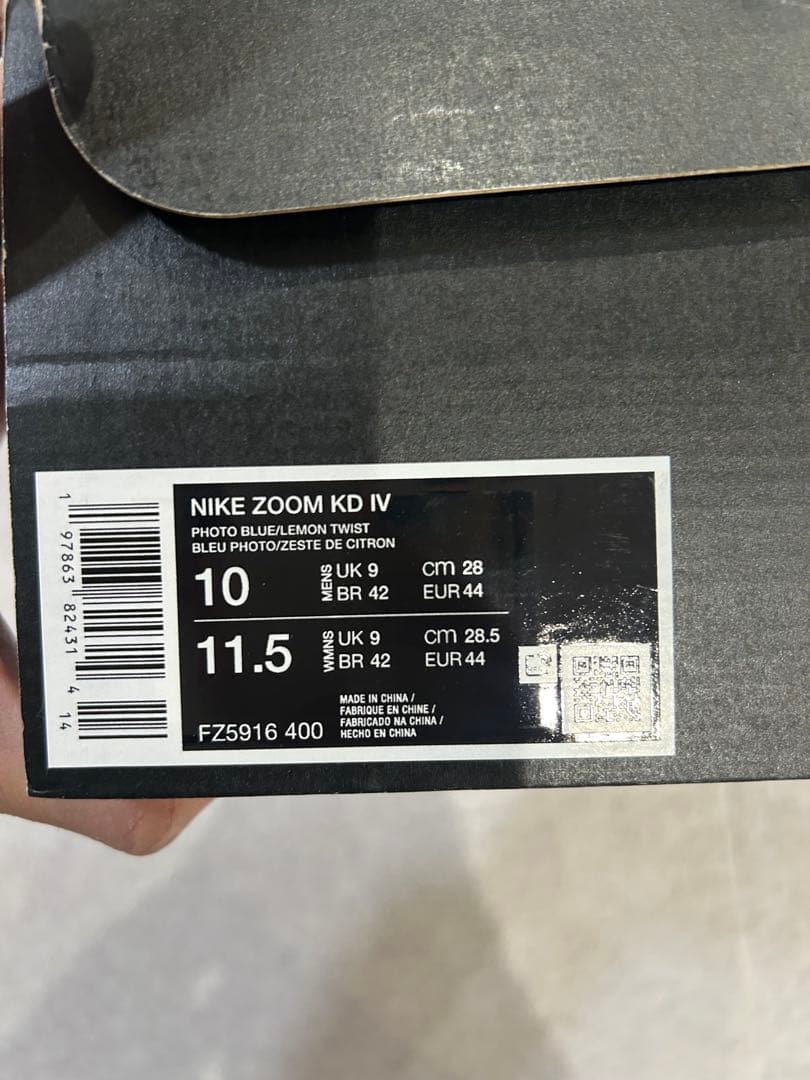 1 97863 82431 4 14
NIKE ZOOM KD IV
PHOTO BLUE/LEMON TWIST
BLEU PHOTO/ZESTE DE CITRON
10 MENS UK 9 cm 28
BR 42 EUR 44
11.5 WMNS UK 9 cm 28.5
BR 42 EUR 44
FZ5916 400
MADE IN CHINA /
FABRIQUE EN CHINE /
FABRICADO NA CHINA /
HECHO EN CHINA